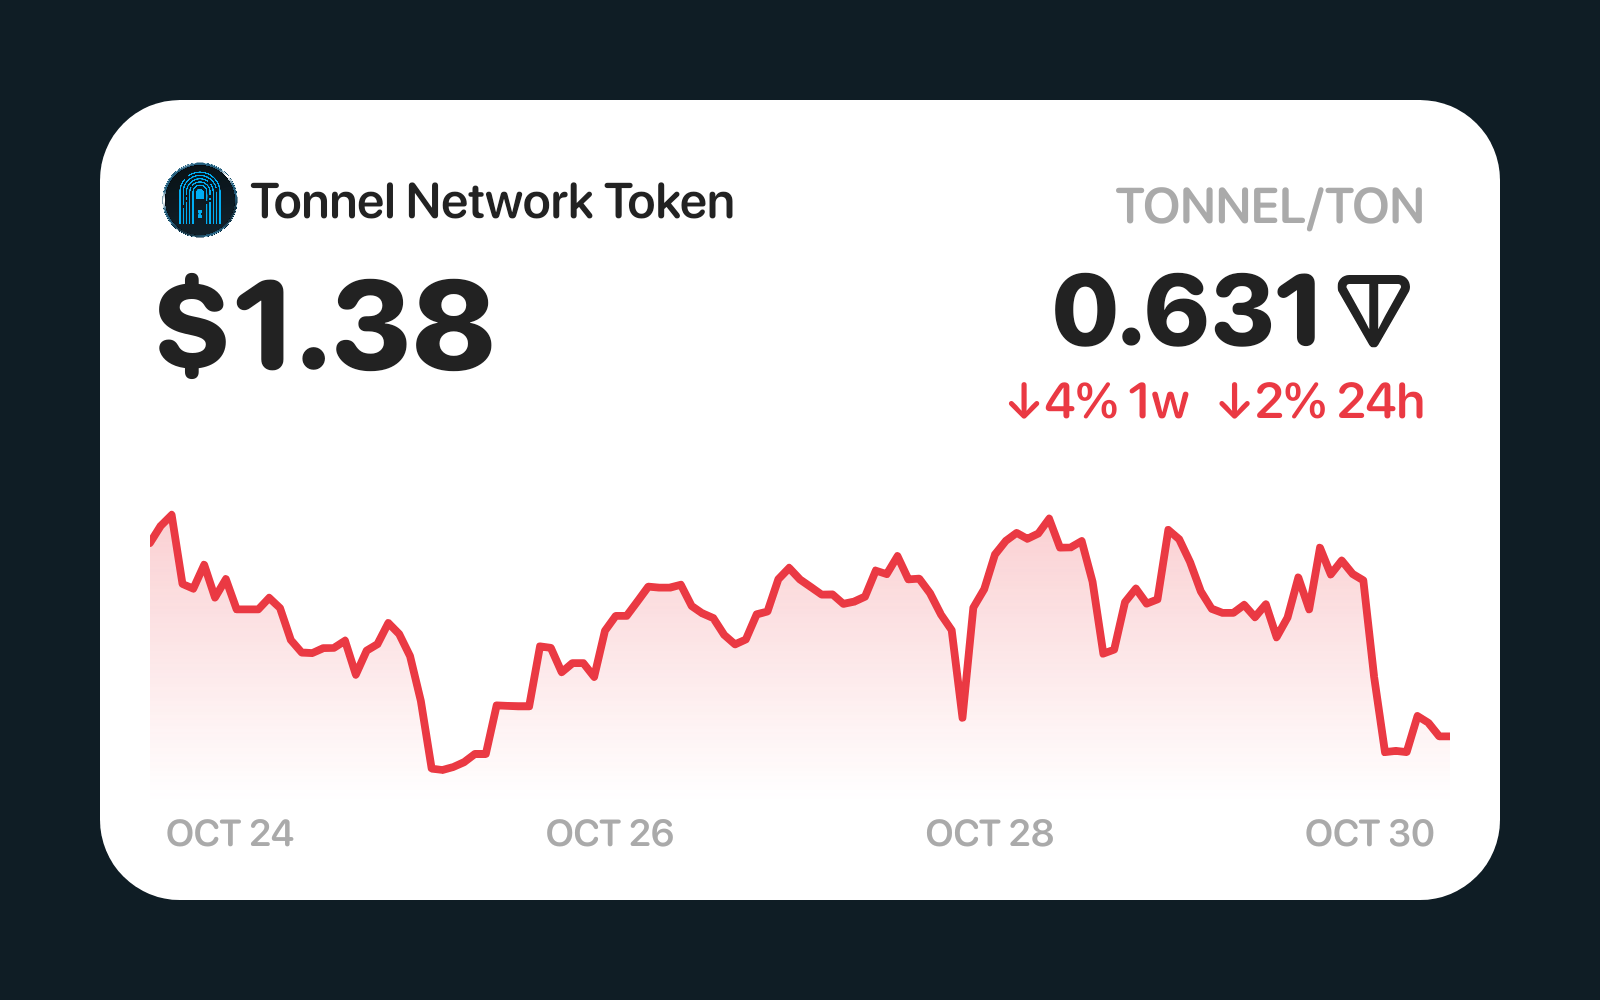 Tonnel Network Token
TONNEL/TON
$1.38
0.631
↓4% 1w ↓2% 24h
OCT 24 OCT 26 OCT 28 OCT 30